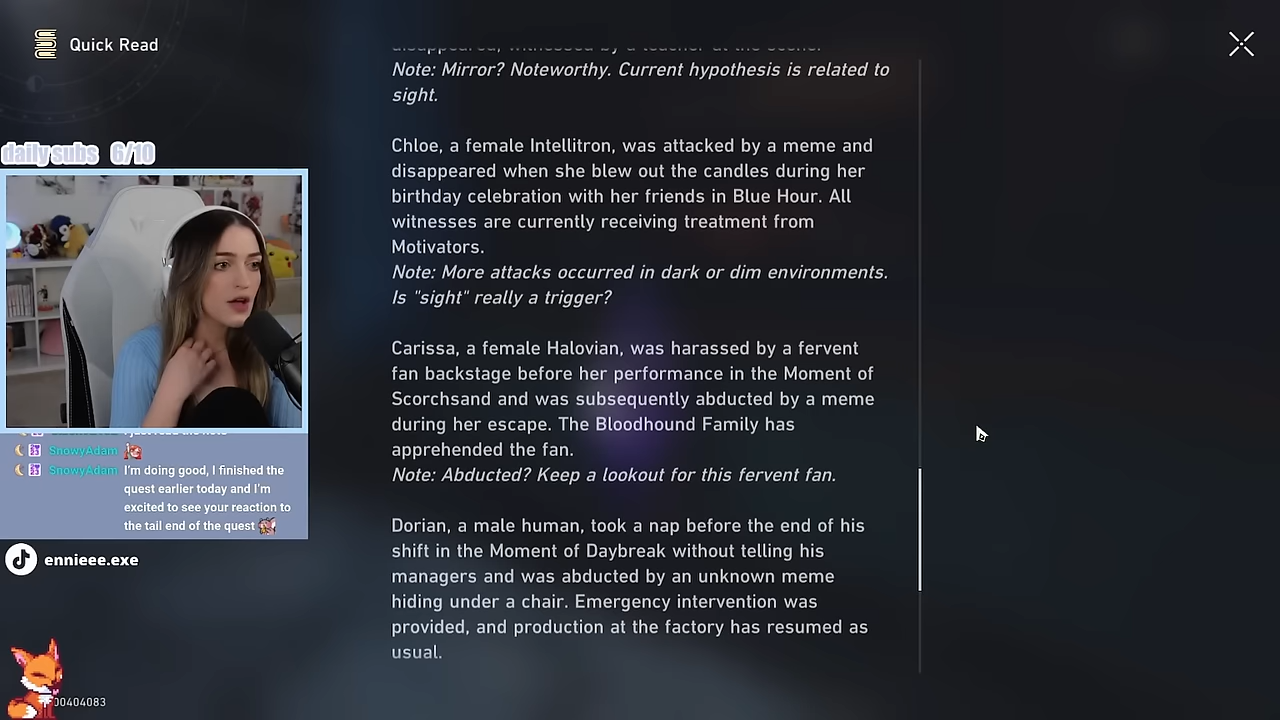 Quick Read
disappeared, witnessed by a teacher at the scene.
Note: Mirror? Noteworthy. Current hypothesis is related to
sight.
daily subs 6/10
Chloe, a female Intellitron, was attacked by a meme and
disappeared when she blew out the candles during her
birthday celebration with her friends in Blue Hour. All
witnesses are currently receiving treatment from
Motivators.
Note: More attacks occurred in dark or dim environments.
Is "sight" really a trigger?
Carissa, a female Halovian, was harassed by a fervent
fan backstage before her performance in the Moment of
Scorchsand and was subsequently abducted by a meme
during her escape. The Bloodhound Family has
apprehended the fan.
Note: Abducted? Keep a lookout for this fervent fan.
Dorian, a male human, took a nap before the end of his
shift in the Moment of Daybreak without telling his
managers and was abducted by an unknown meme
hiding under a chair. Emergency intervention was
provided, and production at the factory has resumed as
usual.
SnowyAdam
SnowyAdam I'm doing good, I finished the
quest earlier today and I'm
excited to see your reaction to
the tail end of the quest
ennieee.exe
00404083